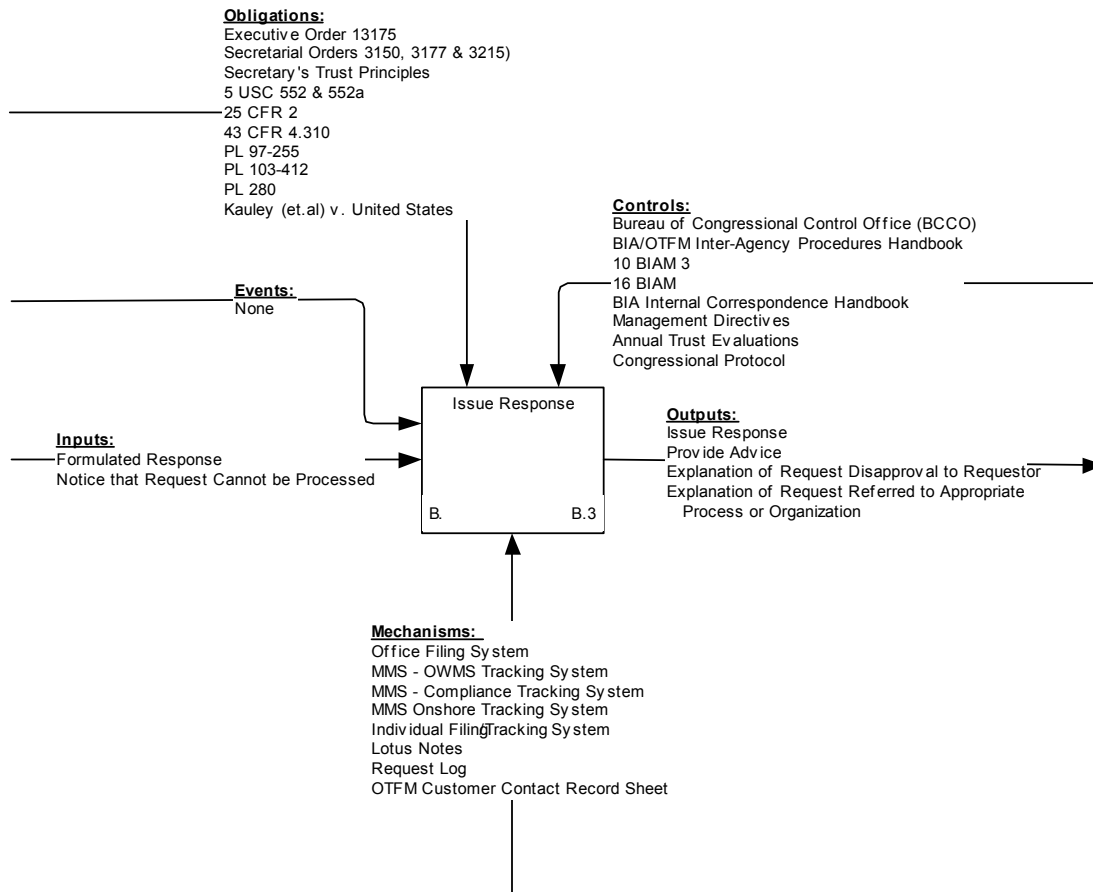 Obligations:
Executive Order 13175
Secretarial Orders 3150, 3177 & 3215)
Secretary's Trust Principles
5 USC 552 & 552a
25 CFR 2
43 CFR 4.310
PL 97-255
PL 103-412
PL 280
Kauley (et.al) v. United States
Controls:
Bureau of Congressional Control Office (BCCO)
BIA/OTFM Inter-Agency Procedures Handbook
10 BIAM 3
16 BIAM
BIA Internal Correspondence Handbook
Management Directives
Annual Trust Evaluations
Congressional Protocol
Events:
None
Inputs:
Formulated Response
Notice that Request Cannot be Processed
Issue Response
B.
B.3
Outputs:
Issue Response
Provide Advice
Explanation of Request Disapproval to Requestor
Explanation of Request Referred to Appropriate
Process or Organization
Mechanisms:
Office Filing System
MMS - OWMS Tracking System
MMS - Compliance Tracking System
MMS Onshore Tracking System
Individual Filing/Tracking System
Lotus Notes
Request Log
OTFM Customer Contact Record Sheet